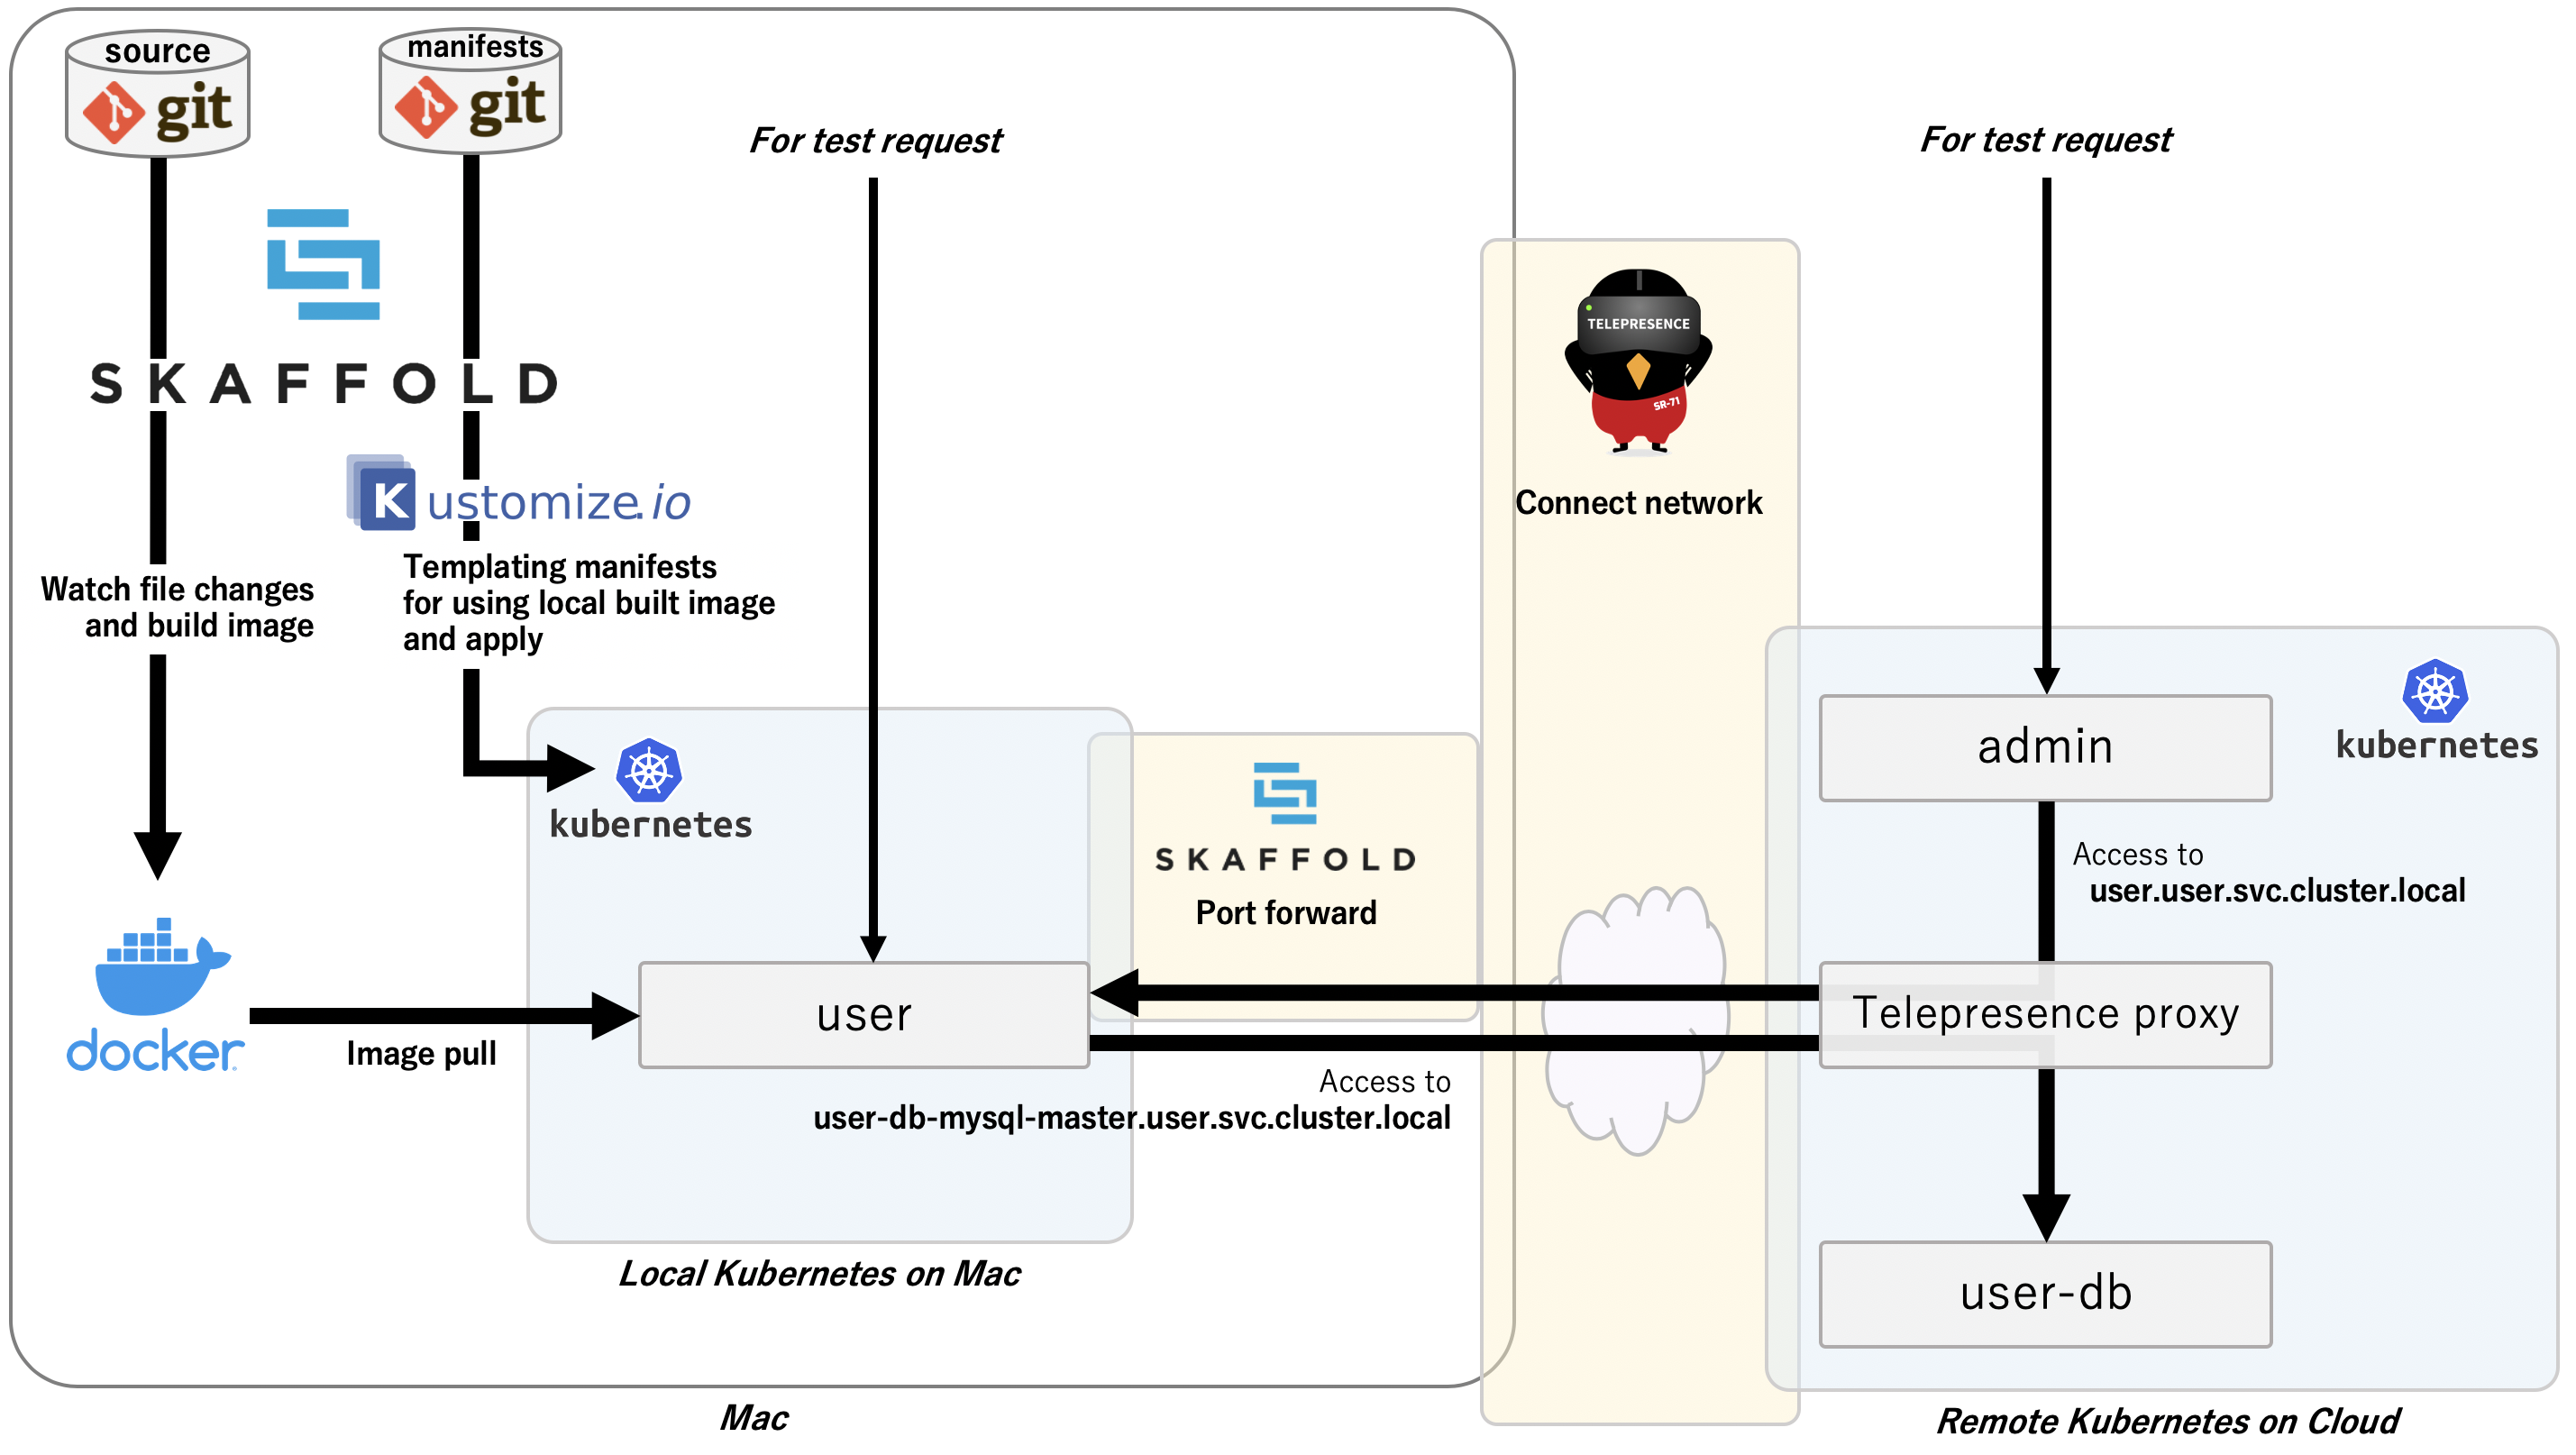 source
git
manifests
git
For test request
For test request
SKAFFOLD
TELEPRESENCE
SR-71
Connect network
Kustomize.io
Templating manifests
for using local built image
and apply
Watch file changes
and build image
kubernetes
kubernetes
admin
SKAFFOLD
Port forward
Access to
user.user.svc.cluster.local
docker
Image pull
user
Telepresence proxy
Access to
user-db-mysql-master.user.svc.cluster.local
user-db
Local Kubernetes on Mac
Mac
Remote Kubernetes on Cloud